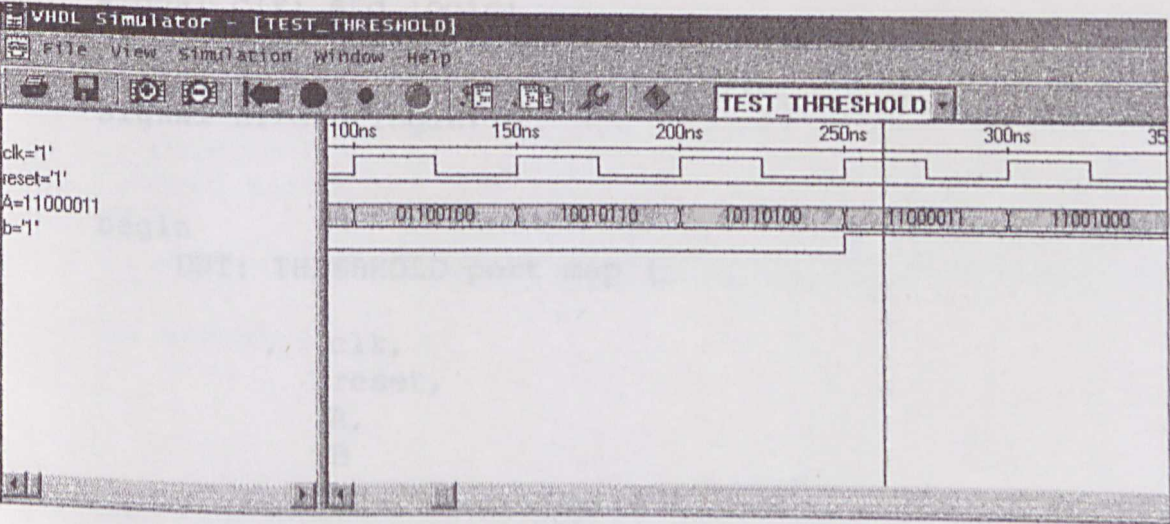 VHDL Simulator - [TEST_THRESHOLD]
File View Simulation Window Help
TEST_THRESHOLD
100ns 150ns 200ns 250ns 300ns 35
clk='1'
reset='1'
A=11000011
b='1'
01100100 10010110 10110100 11000011 11001000
begin
THRESHOLD port map (
clk,
reset,